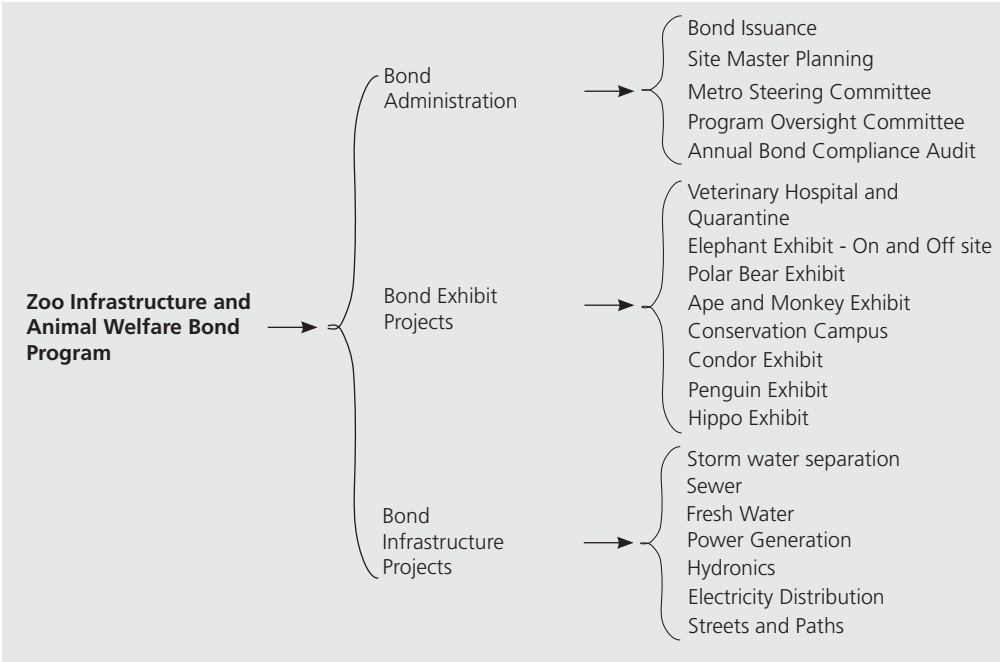 Zoo Infrastructure and
Animal Welfare Bond
Program
Bond
Administration
Bond Issuance
Site Master Planning
Metro Steering Committee
Program Oversight Committee
Annual Bond Compliance Audit
Bond Exhibit
Projects
Veterinary Hospital and
Quarantine
Elephant Exhibit - On and Off site
Polar Bear Exhibit
Ape and Monkey Exhibit
Conservation Campus
Condor Exhibit
Penguin Exhibit
Hippo Exhibit
Bond
Infrastructure
Projects
Storm water separation
Sewer
Fresh Water
Power Generation
Hydronics
Electricity Distribution
Streets and Paths